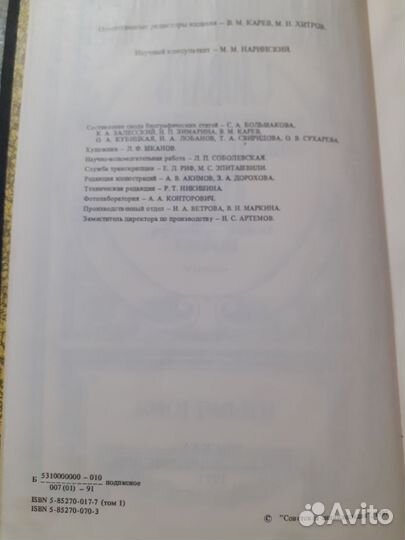 Ответственные редакторы издания – В. М. КАРЕВ, М. Н. ХИТРОВ.
Научный консультант – М. М. НАРИНСКИЙ.
Составление свода биографических статей – С. А. БОЛЬШАКОВА,
К. А. ЗАЛЕССКИЙ, Н. П. ЗИМАРИНА, В. М. КАРЕВ,
О. А. КУБИЦКАЯ, И. А. ЛОБАНОВ, Т. А. СВИРИДОВА, О. В. СУХАРЕВА.
Художник – Л. Ф. ШКАНОВ.
Научно-вспомогательная работа – Л. П. СОБОЛЕВСКАЯ.
Служба транскрипции – Е. Л. РИФ, М. С. ЭПИТАШВИЛИ.
Редакция иллюстраций – А. В. АКИМОВ, З. А. ДОРОХОВА.
Техническая редакция – Р. Т. НИКИШИНА.
Фотолаборатория – А. А. КОНТОРОВИЧ.
Производственный отдел – И. А. ВЕТРОВА, В. Н. МАРКИНА.
Заместитель директора по производству – Н. С. АРТЕМОВ.
5310000000 – 010
Б подписное
007 (01) – 91
ISBN 5-85270-017-7 (том 1)
ISBN 5-85270-070-3
© "Советская
Avito